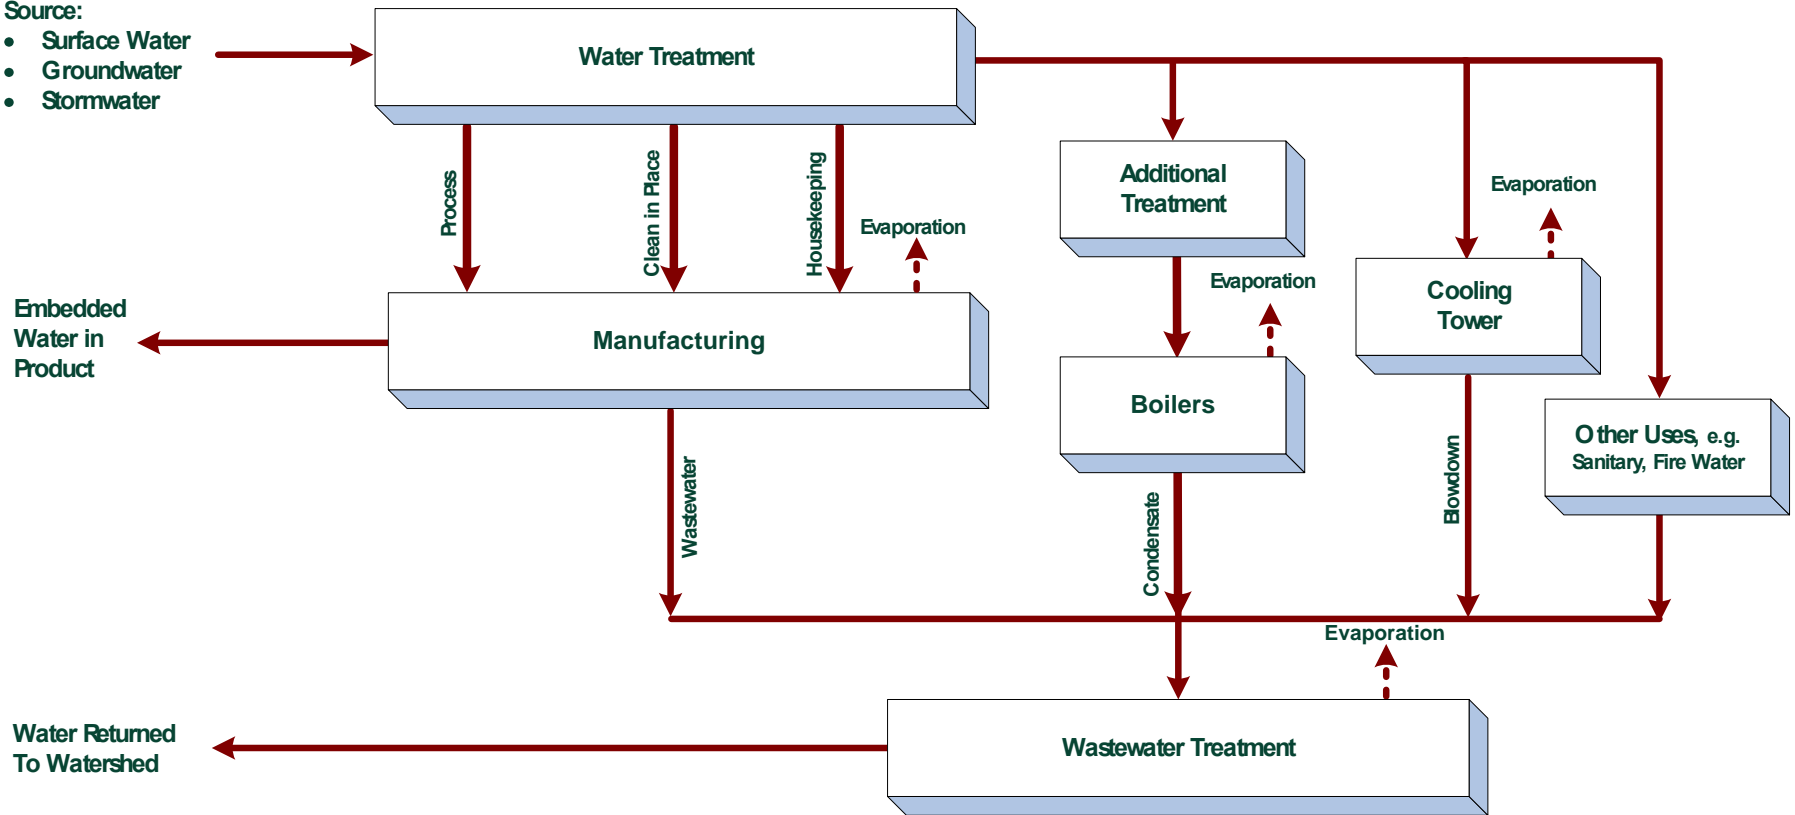 Source:
• Surface Water
• Groundwater
• Stormwater
Water Treatment
Process
Clean in Place
Housekeeping
Evaporation
Additional
Treatment
Evaporation
Evaporation
Embedded
Water in
Product
Manufacturing
Boilers
Cooling
Tower
Other Uses, e.g.
Sanitary, Fire Water
Wastewater
Condensate
Blowdown
Evaporation
Water Returned
To Watershed
Wastewater Treatment